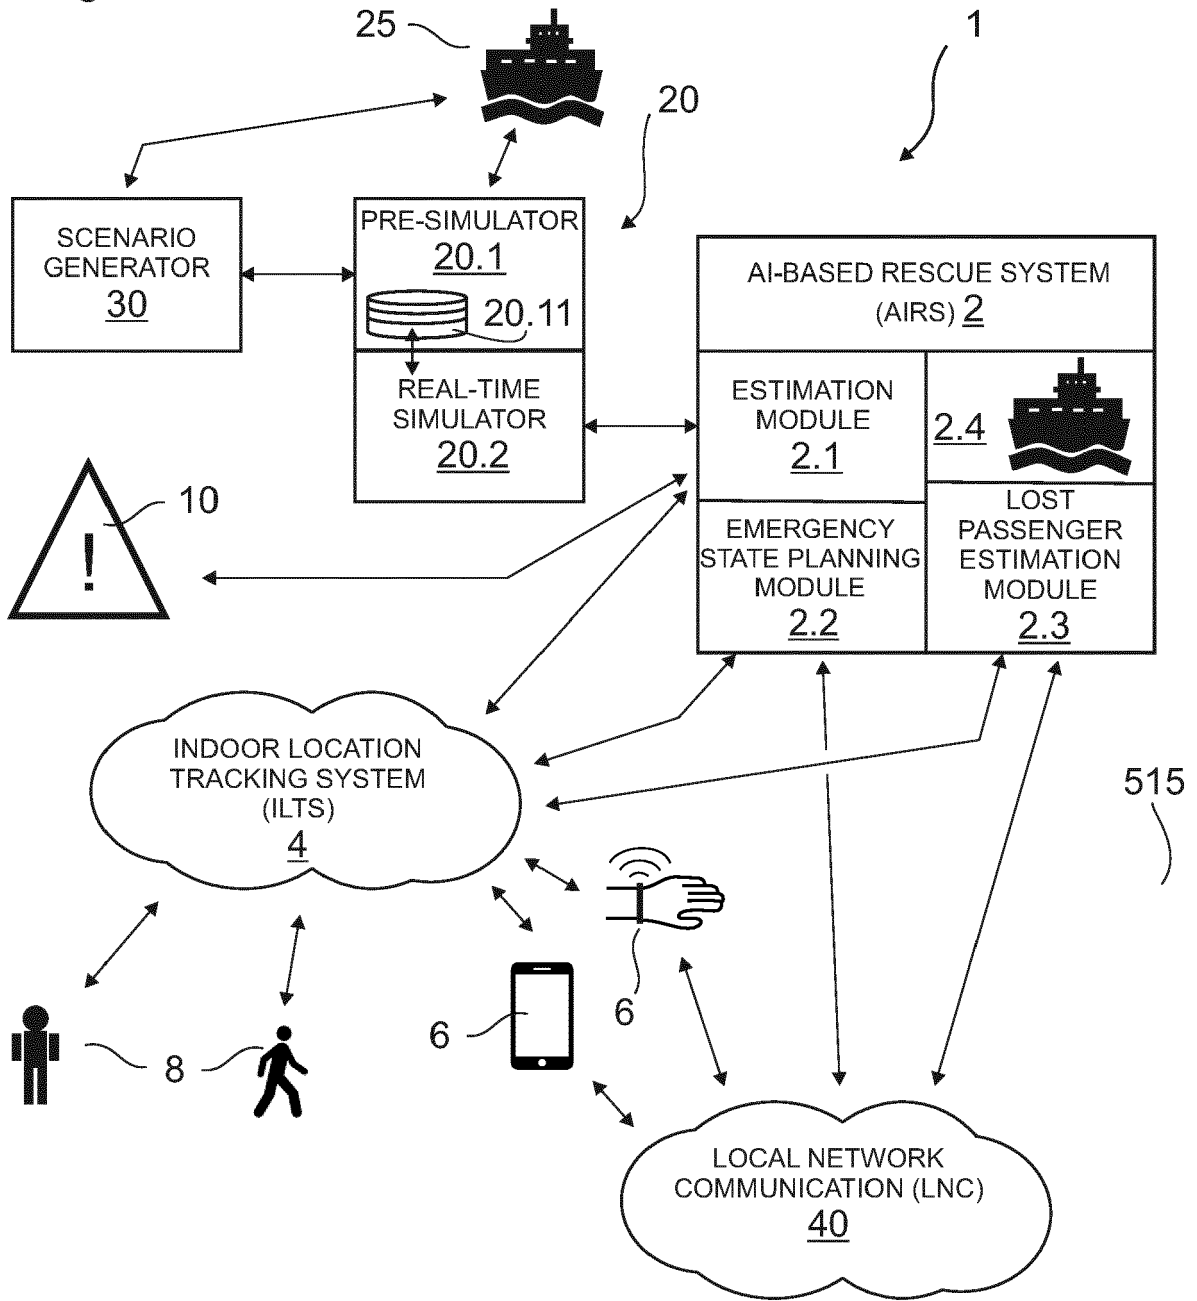 25
1
20
SCENARIO
GENERATOR
30
PRE-SIMULATOR
20.1
20.11
REAL-TIME
SIMULATOR
20.2
AI-BASED RESCUE SYSTEM
(AIRS) 2
ESTIMATION
MODULE
2.1
2.4
EMERGENCY
STATE PLANNING
MODULE
2.2
LOST
PASSENGER
ESTIMATION
MODULE
2.3
10
!
INDOOR LOCATION
TRACKING SYSTEM
(ILTS)
4
515
6
6
8
LOCAL NETWORK
COMMUNICATION (LNC)
40